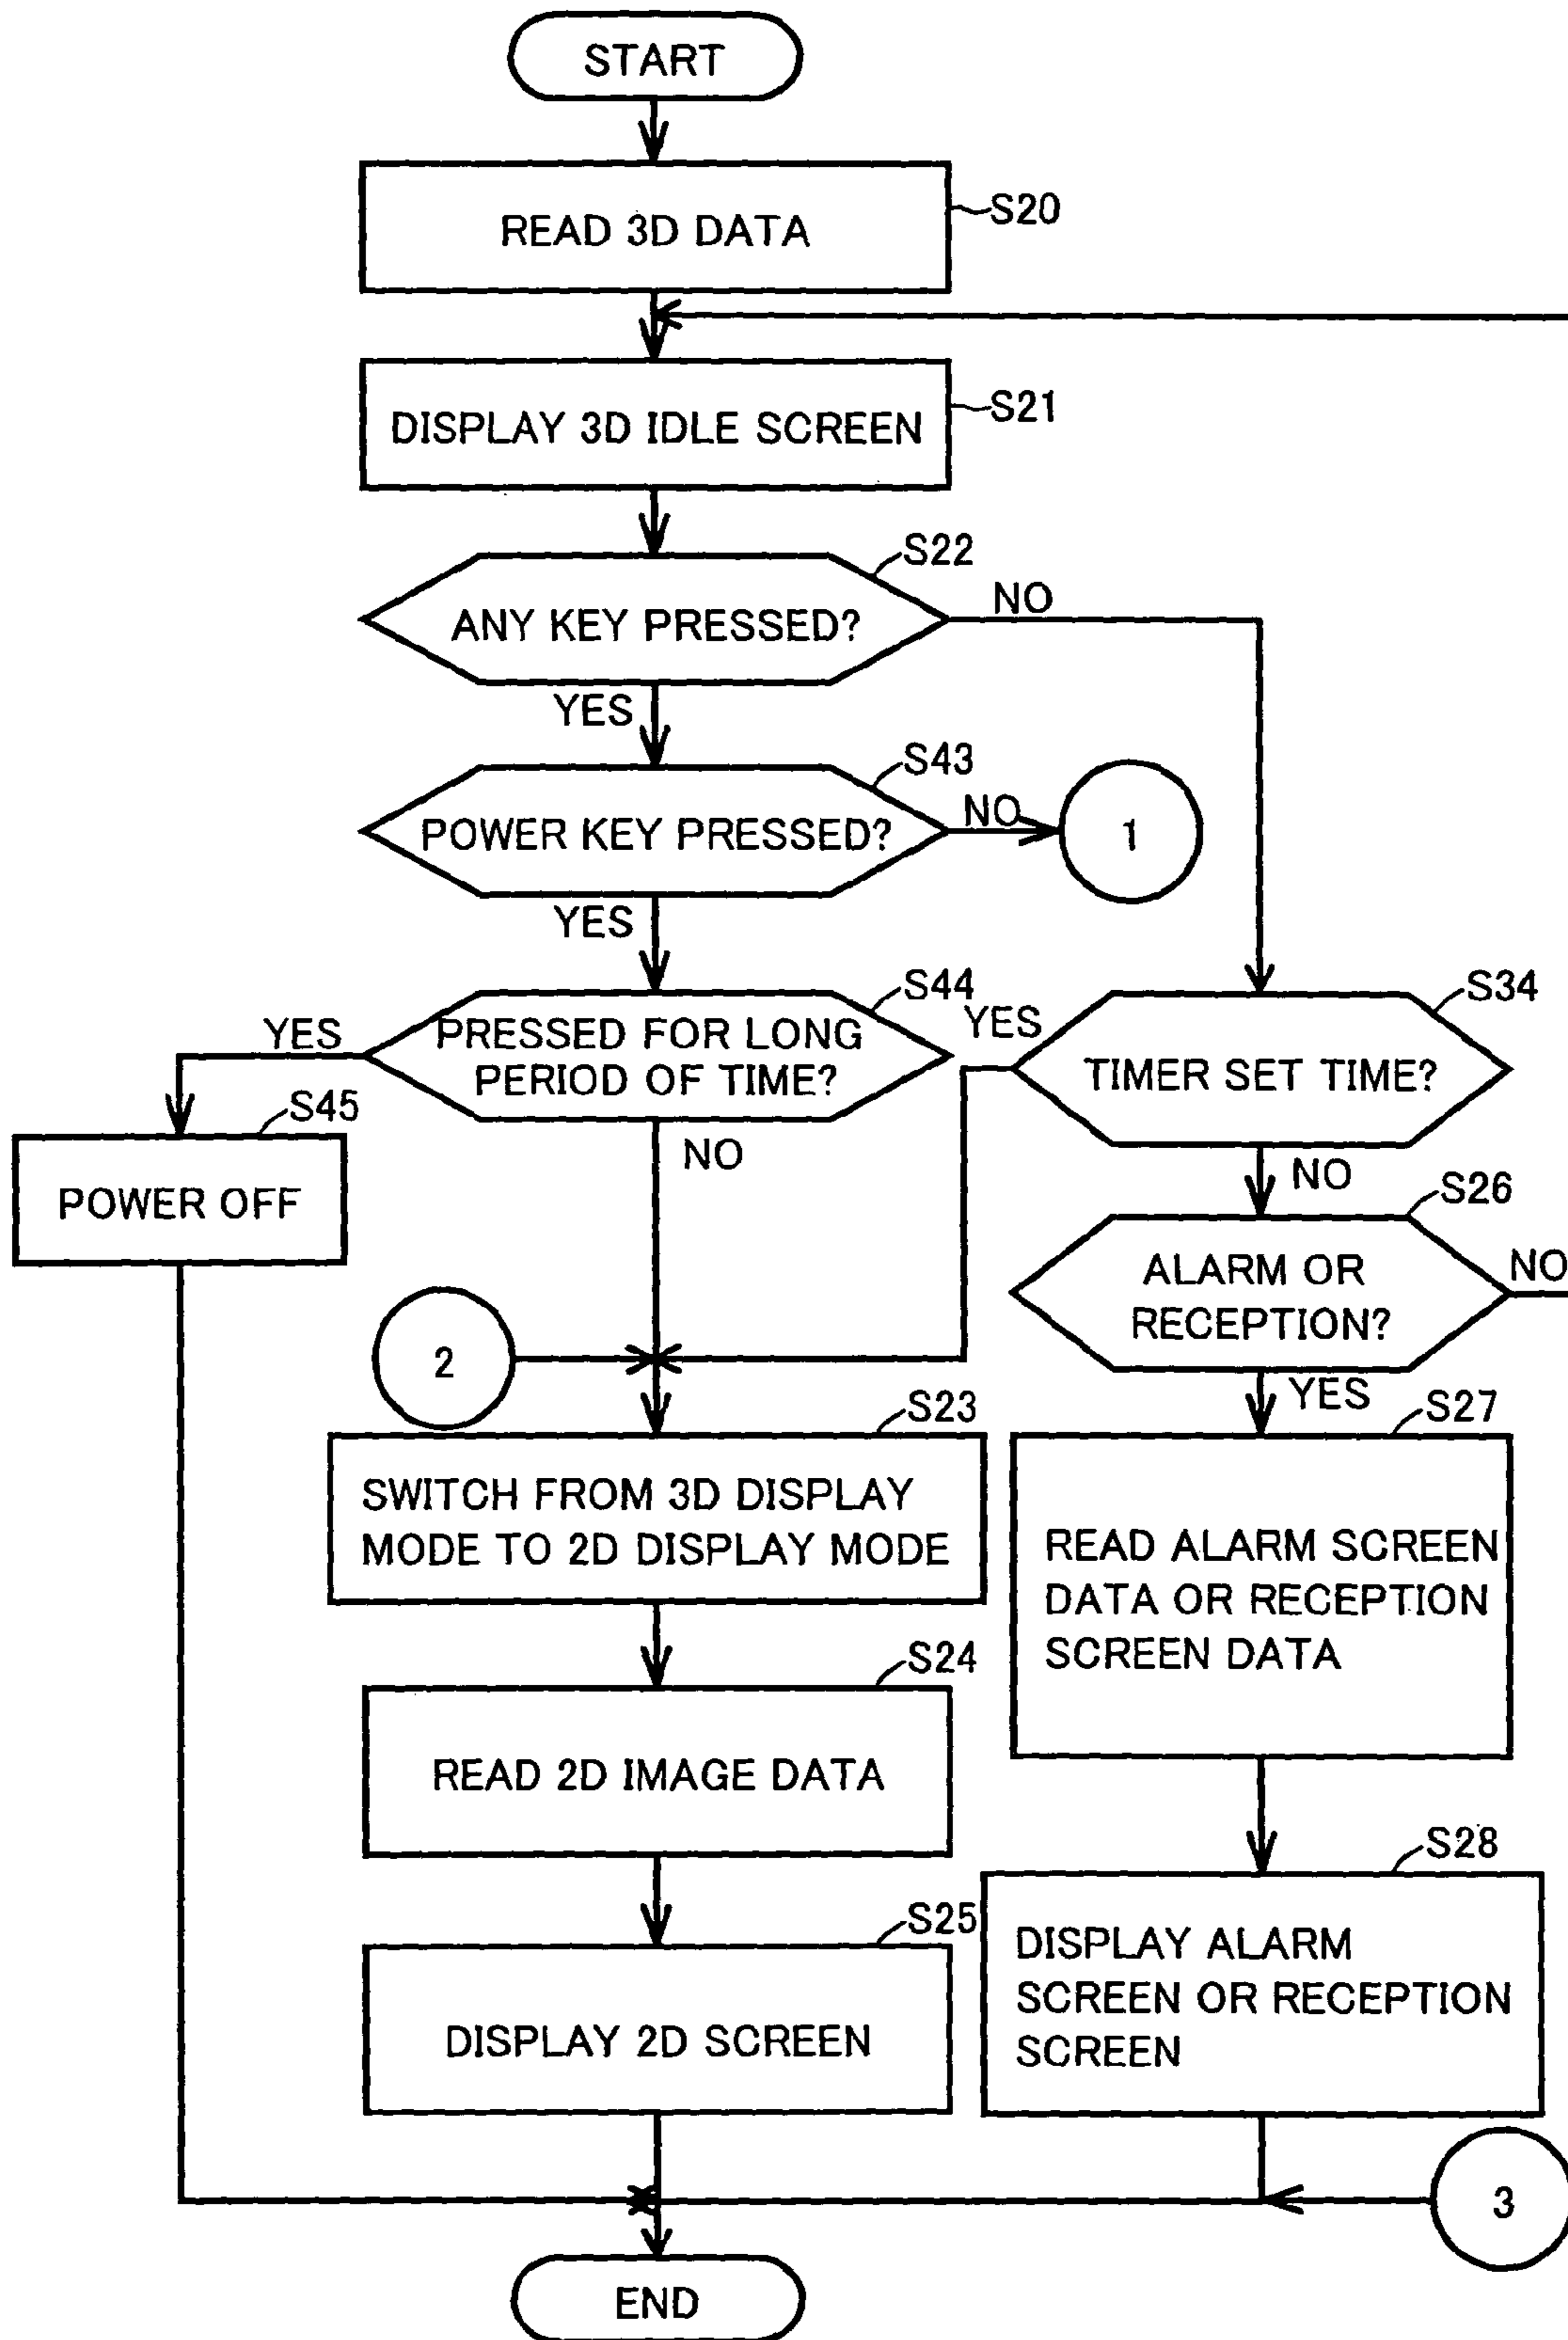 START
READ 3D DATA
S20
DISPLAY 3D IDLE SCREEN
S21
S22
ANY KEY PRESSED?
NO
YES
S43
POWER KEY PRESSED?
NO
1
YES
S44
PRESSED FOR LONG
PERIOD OF TIME?
YES
NO
S45
POWER OFF
S34
TIMER SET TIME?
YES
NO
S26
ALARM OR
RECEPTION?
NO
YES
2
S23
SWITCH FROM 3D DISPLAY
MODE TO 2D DISPLAY MODE
S27
READ ALARM SCREEN
DATA OR RECEPTION
SCREEN DATA
S24
READ 2D IMAGE DATA
S28
DISPLAY ALARM
SCREEN OR RECEPTION
SCREEN
S25
DISPLAY 2D SCREEN
3
END